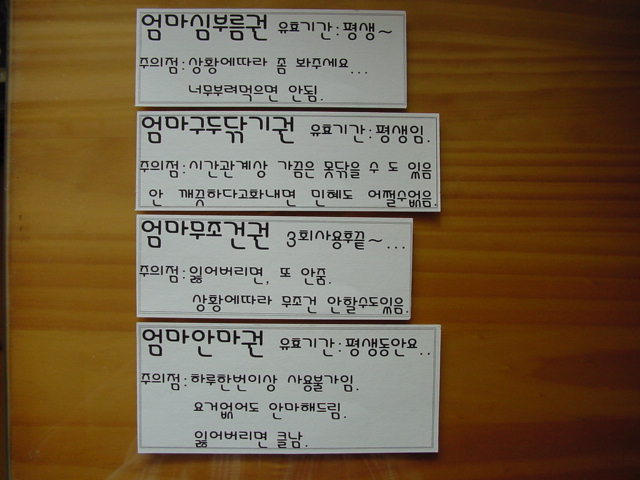 엄마심부름권 유효기간:평생~
주의점:상황에따라 좀 봐주세요...
너무부려먹으면 안됨.
엄마구두닦기권 유효기간:평생임.
주의점:시간관계상 가끔은 못닦을 수 도 있음
안 깨끗하다고화내면 민혜도 어쩔수없음.
엄마무조건권 3회사용후끝~...
주의점:잃어버리면, 또 안줌.
상황에따라 무조건 안할수도있음.
엄마안마권 유효기간:평생동안요..
주의점:하루한번이상 사용불가임.
요거없어도 안마해드림.
잃어버리면 클남.